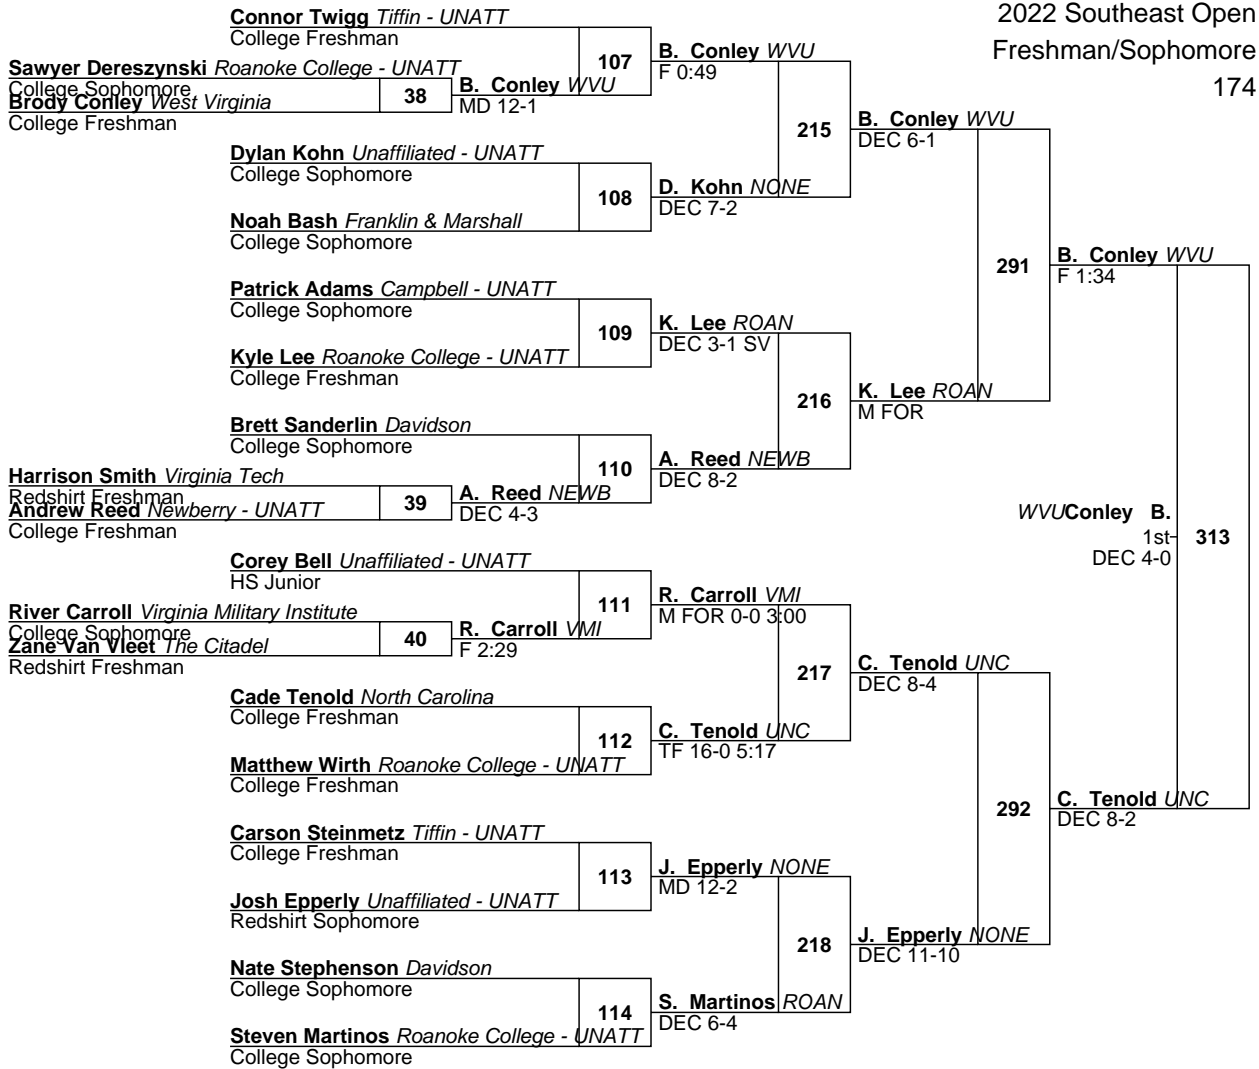 2022 Southeast Open
Freshman/Sophomore
174
Connor Twigg Tiffin - UNATT
College Freshman
107
B. Conley WVU
F 0:49
Sawyer Dereszynski Roanoke College - UNATT
College Sophomore
38
B. Conley WVU
MD 12-1
Brody Conley West Virginia
College Freshman
215
B. Conley WVU
DEC 6-1
Dylan Kohn Unaffiliated - UNATT
College Sophomore
108
D. Kohn NONE
DEC 7-2
Noah Bash Franklin & Marshall
College Sophomore
291
B. Conley WVU
F 1:34
Patrick Adams Campbell - UNATT
College Sophomore
109
K. Lee ROAN
DEC 3-1 SV
Kyle Lee Roanoke College - UNATT
College Freshman
216
K. Lee ROAN
M FOR
Brett Sanderlin Davidson
College Sophomore
110
A. Reed NEWB
DEC 8-2
Harrison Smith Virginia Tech
Redshirt Freshman
39
A. Reed NEWB
DEC 4-3
Andrew Reed Newberry - UNATT
College Freshman
WVU Conley B.
1st
DEC 4-0
313
Corey Bell Unaffiliated - UNATT
HS Junior
111
R. Carroll VMI
M FOR 0-0 3:00
River Carroll Virginia Military Institute
College Sophomore
40
R. Carroll VMI
F 2:29
Zane Van Vleet The Citadel
Redshirt Freshman
217
C. Tenold UNC
DEC 8-4
Cade Tenold North Carolina
College Freshman
112
C. Tenold UNC
TF 16-0 5:17
Matthew Wirth Roanoke College - UNATT
College Freshman
292
C. Tenold UNC
DEC 8-2
Carson Steinmetz Tiffin - UNATT
College Freshman
113
J. Epperly NONE
MD 12-2
Josh Epperly Unaffiliated - UNATT
Redshirt Sophomore
218
J. Epperly NONE
DEC 11-10
Nate Stephenson Davidson
College Sophomore
114
S. Martinos ROAN
DEC 6-4
Steven Martinos Roanoke College - UNATT
College Sophomore